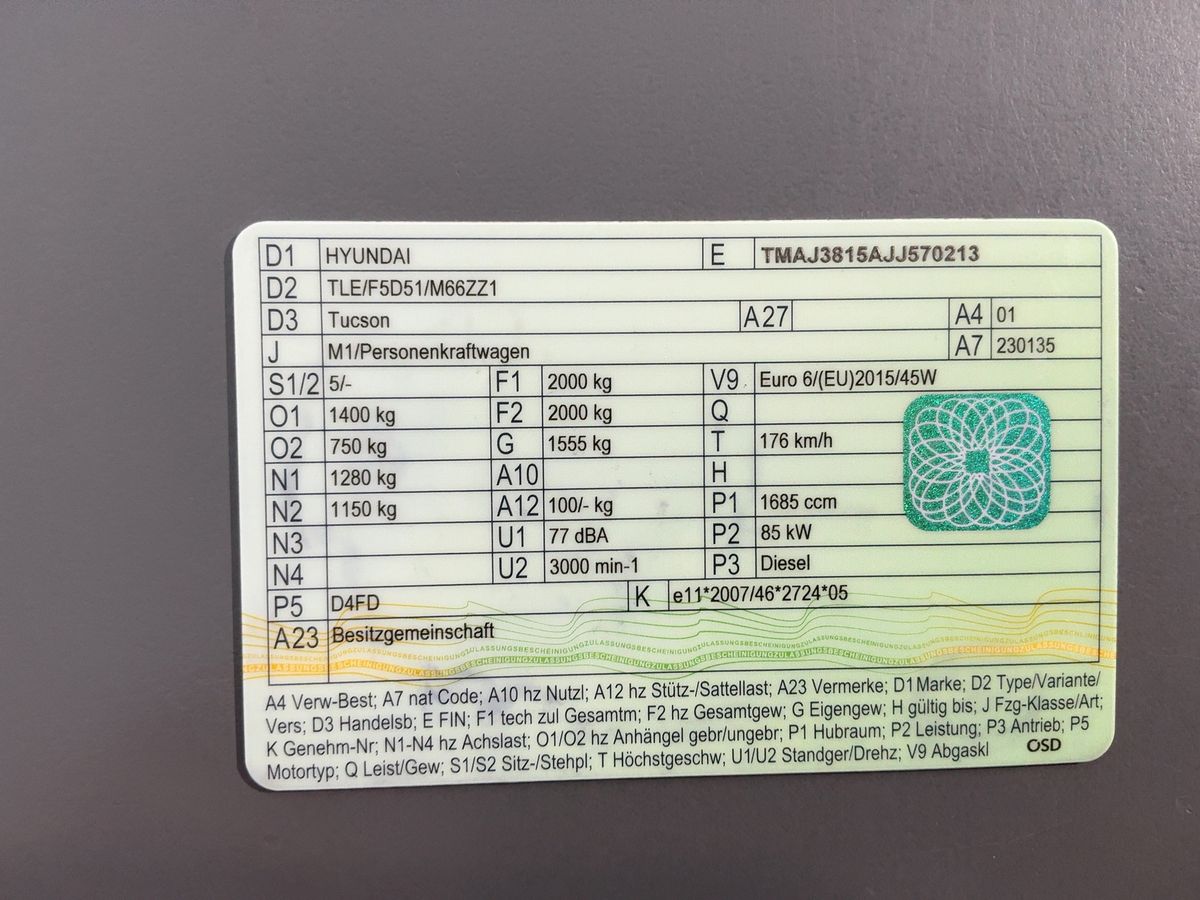 D1 HYUNDAI E TMAJ3815AJJ570213
D2 TLE/F5D51/M66ZZ1
D3 Tucson A27 A4 01
J M1/Personenkraftwagen A7 230135
S1/2 5/- F1 2000 kg V9 Euro 6/(EU)2015/45W
O1 1400 kg F2 2000 kg Q
O2 750 kg G 1555 kg T 176 km/h
N1 1280 kg A10 H
N2 1150 kg A12 100/- kg P1 1685 ccm
N3 U1 77 dBA P2 85 kW
N4 U2 3000 min-1 P3 Diesel
P5 D4FD K e11*2007/46*2724*05
A23 Besitzgemeinschaft
ZULASSUNGSBESCHEINIGUNGZULASSUNGSBESCHEINIGUNG
A4 Verw-Best; A7 nat Code; A10 hz Nutzl; A12 hz Stütz-/Sattellast; A23 Vermerke; D1 Marke; D2 Type/Variante/
Vers; D3 Handelsb; E FIN; F1 tech zul Gesamtm; F2 hz Gesamtgew; G Eigengew; H gültig bis; J Fzg-Klasse/Art;
K Genehm-Nr; N1-N4 hz Achslast; O1/O2 hz Anhängel gebr/ungebr; P1 Hubraum; P2 Leistung; P3 Antrieb; P5
Motortyp; Q Leist/Gew; S1/S2 Sitz-/Stehpl; T Höchstgeschw; U1/U2 Standger/Drehz; V9 Abgaskl ÖSD